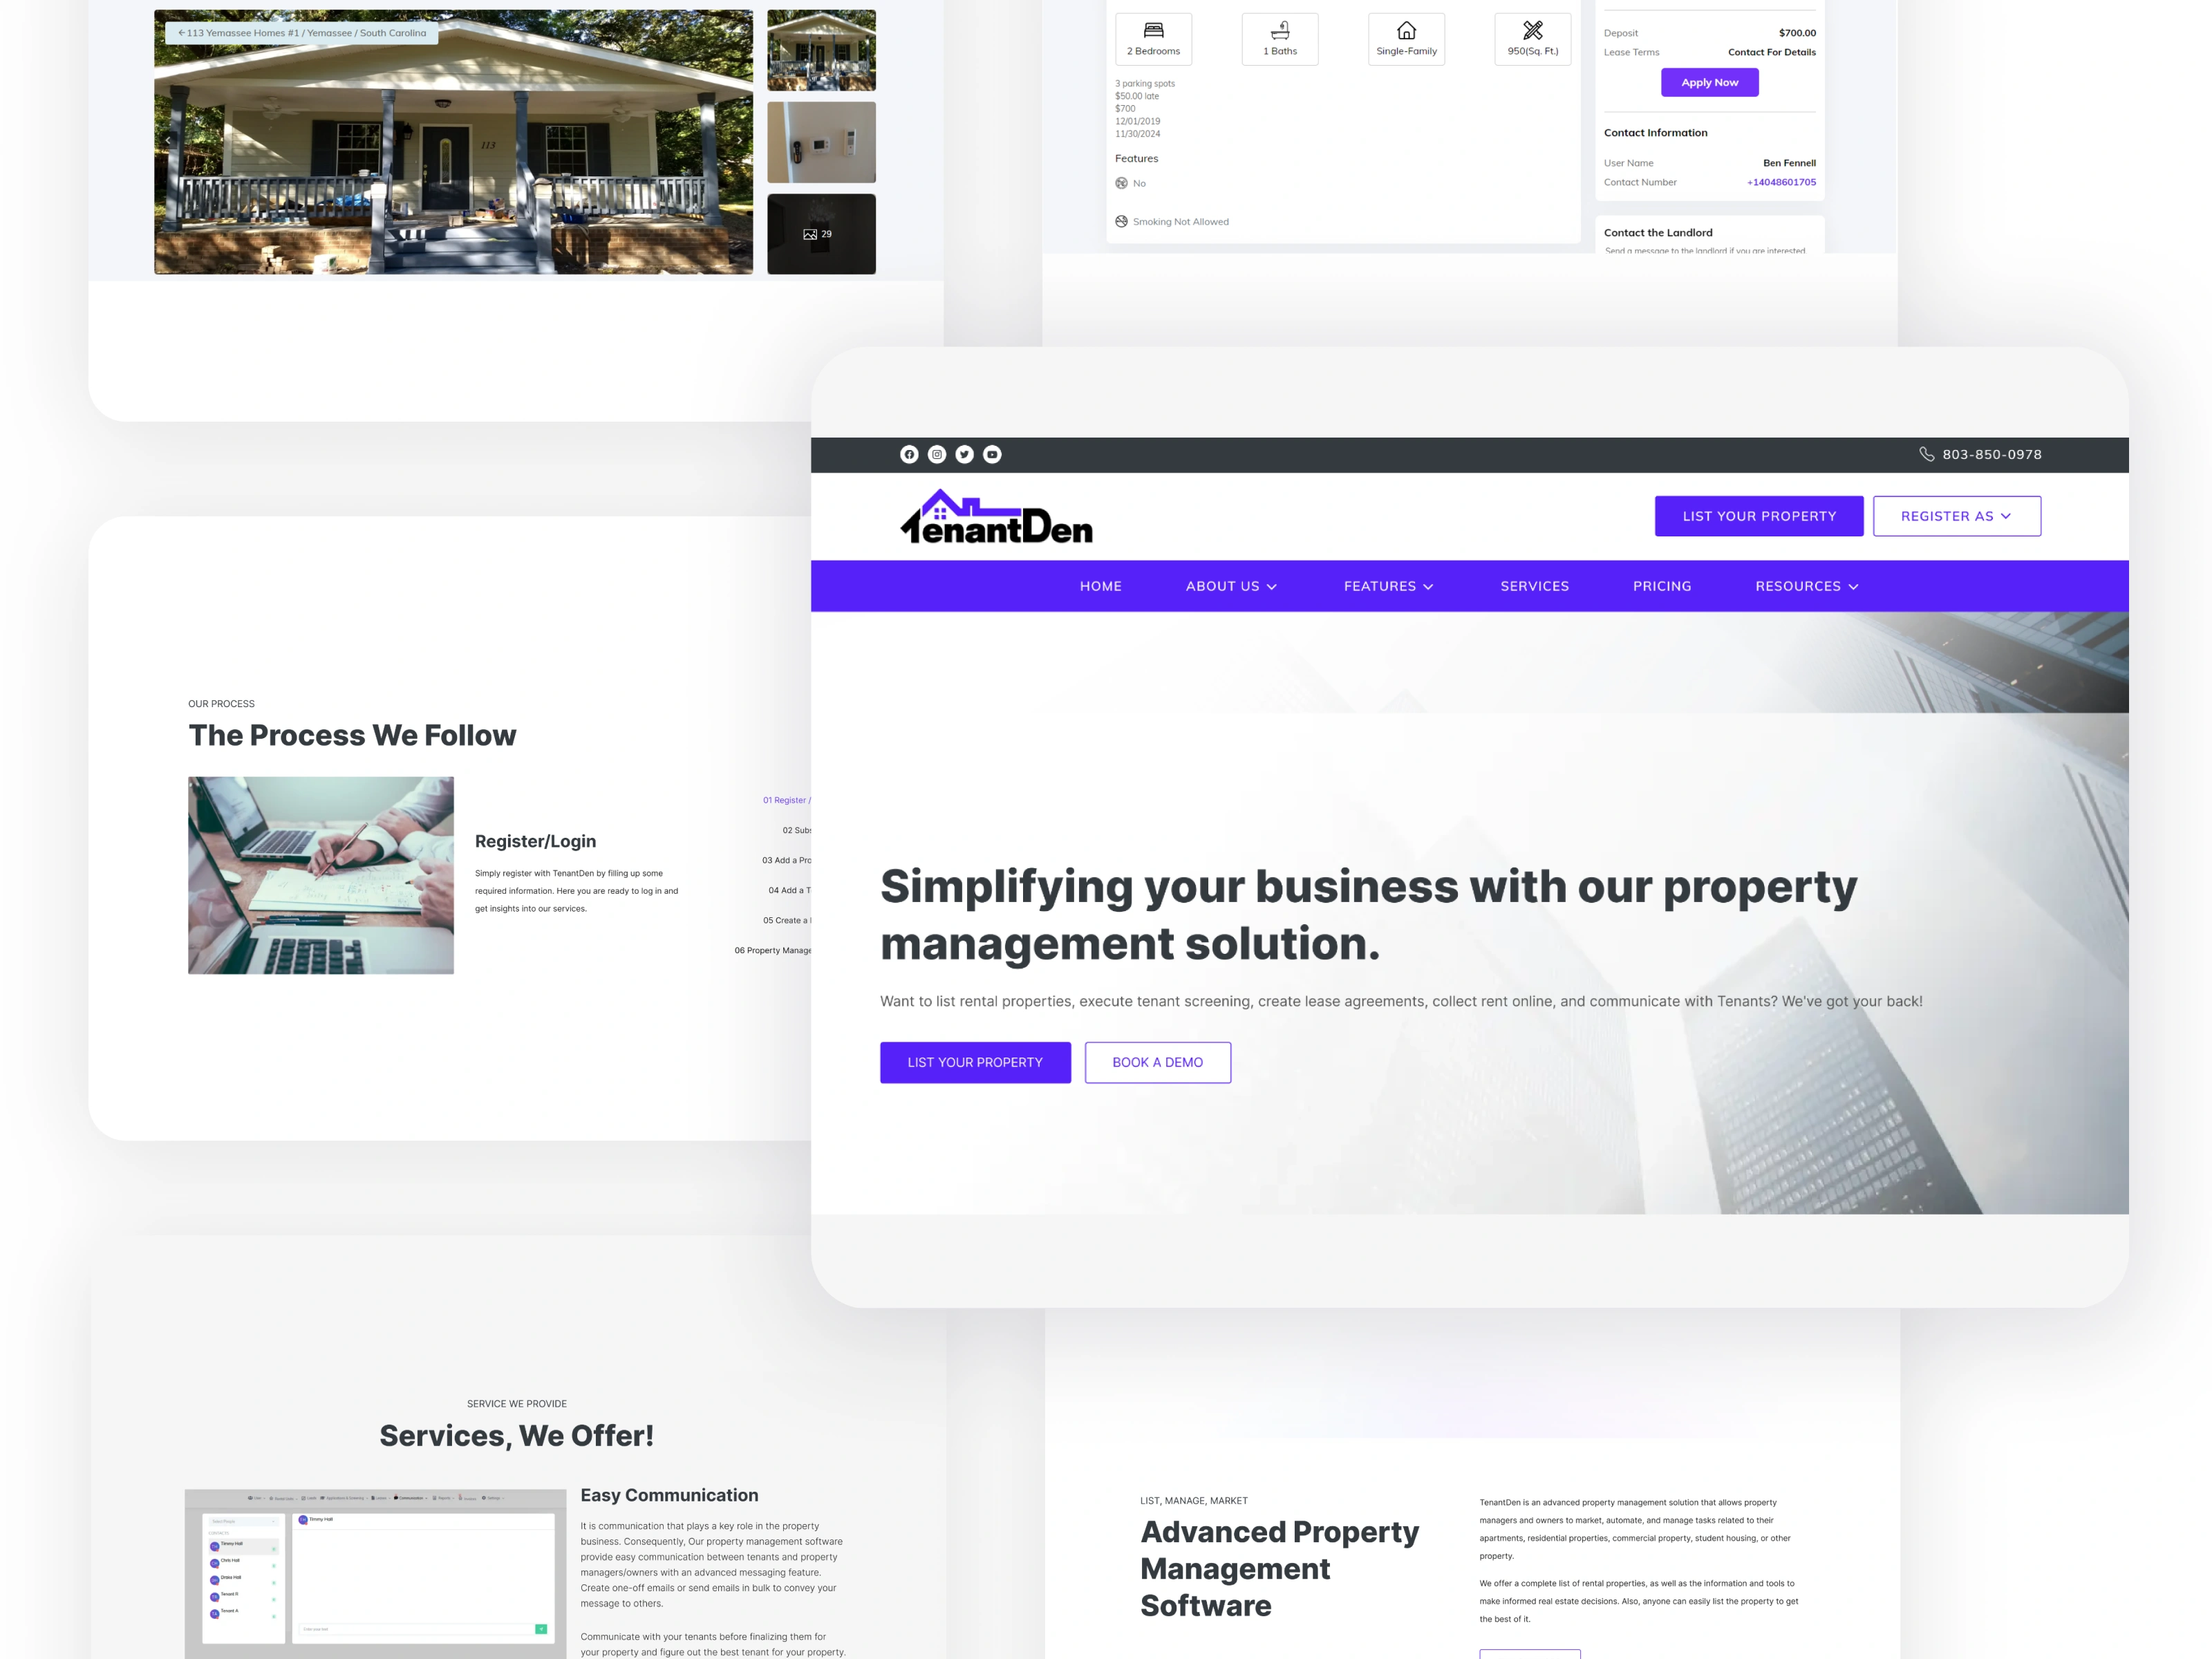 ←113 Yemassee Homes #1 / Yemassee / South Carolina
113
29
2 Bedrooms
1 Baths
Single-Family
950(Sq. Ft.)
3 parking spots
$50.00 late
$700
12/01/2019
11/30/2024
Features
No
Smoking Not Allowed
Deposit $700.00
Lease Terms Contact For Details
Apply Now
Contact Information
User Name Ben Fennell
Contact Number +14048601705
Contact the Landlord
Send a message to the landlord if you are interested.
803-850-0978
TenantDen
LIST YOUR PROPERTY
REGISTER AS
HOME
ABOUT US
FEATURES
SERVICES
PRICING
RESOURCES
Simplifying your business with our property
management solution.
Want to list rental properties, execute tenant screening, create lease agreements, collect rent online, and communicate with Tenants? We've got your back!
LIST YOUR PROPERTY
BOOK A DEMO
OUR PROCESS
The Process We Follow
Register/Login
Simply register with TenantDen by filling up some
required information. Here you are ready to log in and
get insights into our services.
01 Register /
02 Subs
03 Add a Pro
04 Add a T
05 Create a
06 Property Manage
SERVICE WE PROVIDE
Services, We Offer!
Communication
Timmy Hall
Timmy Hall
Chris Hall
Drake Hall
Tenant R
Tenant A
Easy Communication
It is communication that plays a key role in the property
business. Consequently, Our property management software
provide easy communication between tenants and property
managers/owners with an advanced messaging feature.
Create one-off emails or send emails in bulk to convey your
message to others.
Communicate with your tenants before finalizing them for
your property and figure out the best tenant for your property.
LIST, MANAGE, MARKET
Advanced Property
Management
Software
TenantDen is an advanced property management solution that allows property
managers and owners to market, automate, and manage tasks related to their
apartments, residential properties, commercial property, student housing, or other
property.
We offer a complete list of rental properties, as well as the information and tools to
make informed real estate decisions. Also, anyone can easily list the property to get
the best of it.